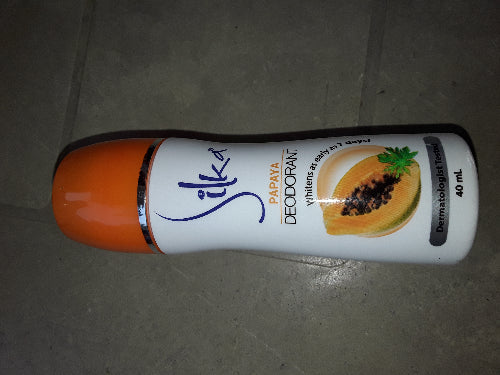 Silka
PAPAYA
DEODORANT
whitens as early as 7 days!
Dermatologist Tested
40 mL